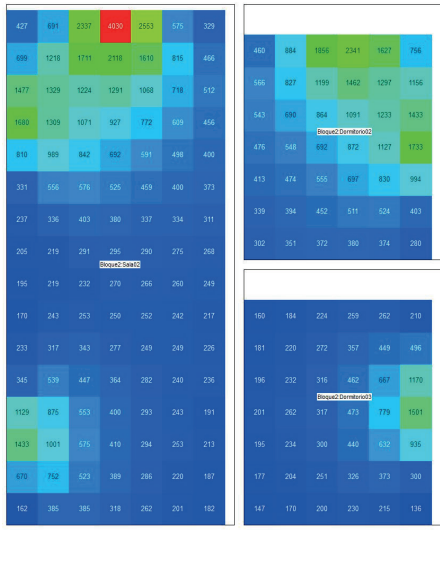 427 691 2337 4030 2553 575 329
699 1218 1711 2118 1610 815 466
1477 1329 1224 1291 1068 718 512
1680 1309 1071 927 772 609 456
810 989 842 692 591 498 400
331 556 576 525 459 400 373
237 336 403 380 337 334 311
205 219 291 295 290 275 268
Bloque2:Sala02
195 219 232 270 266 260 249
170 243 253 250 252 242 217
233 317 343 277 249 249 226
345 539 447 364 282 240 236
1129 875 553 400 293 243 191
1433 1001 575 410 294 253 213
670 752 523 389 286 220 187
162 385 385 318 262 201 182
460 884 1856 2341 1627 756
566 827 1199 1462 1297 1156
543 690 864 1091 1233 1433
Bloque2:Dormitorio02
476 548 692 872 1127 1733
413 474 555 697 830 994
339 394 452 511 524 403
302 351 372 380 374 280
160 184 224 259 262 210
181 220 272 357 449 496
196 232 316 462 667 1170
Bloque2:Dormitorio03
201 262 317 473 779 1501
195 234 300 440 632 935
177 204 251 326 373 300
147 170 200 230 215 136